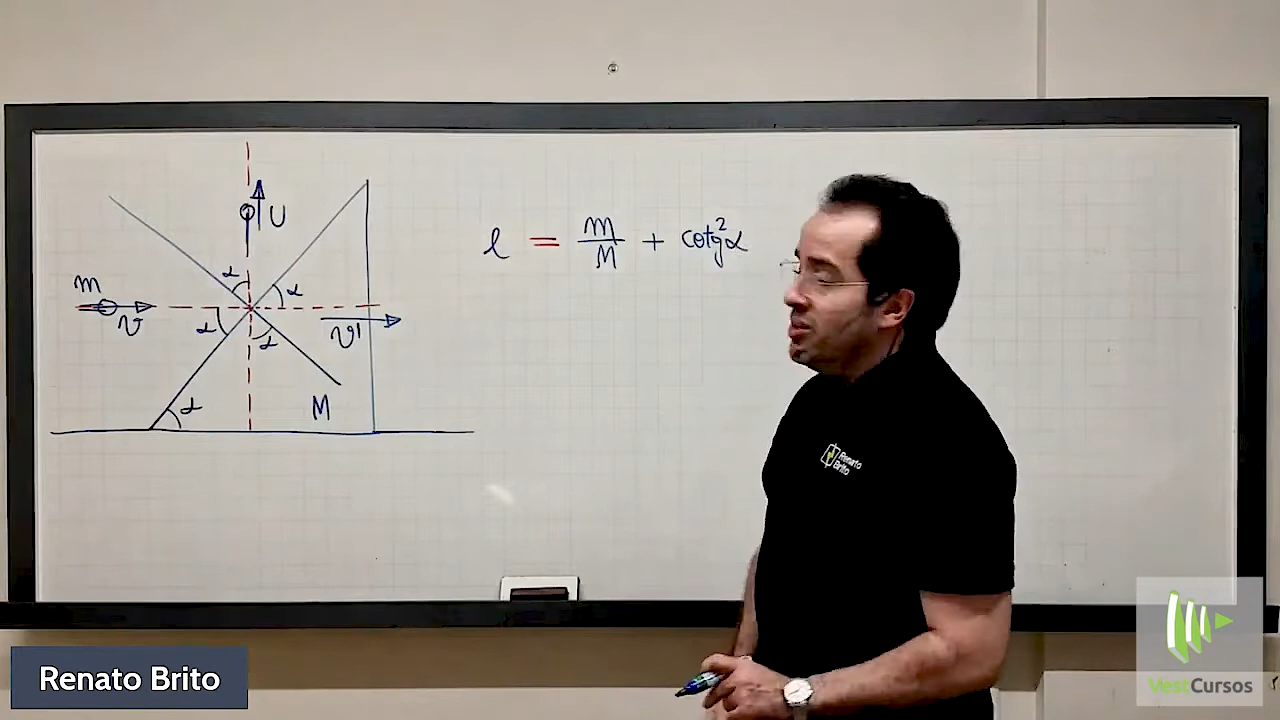 U
α
α
m
v
α
α
v'
α
M
e = m/M + cotg²α
Renato
Brito
Renato Brito
VestCursos